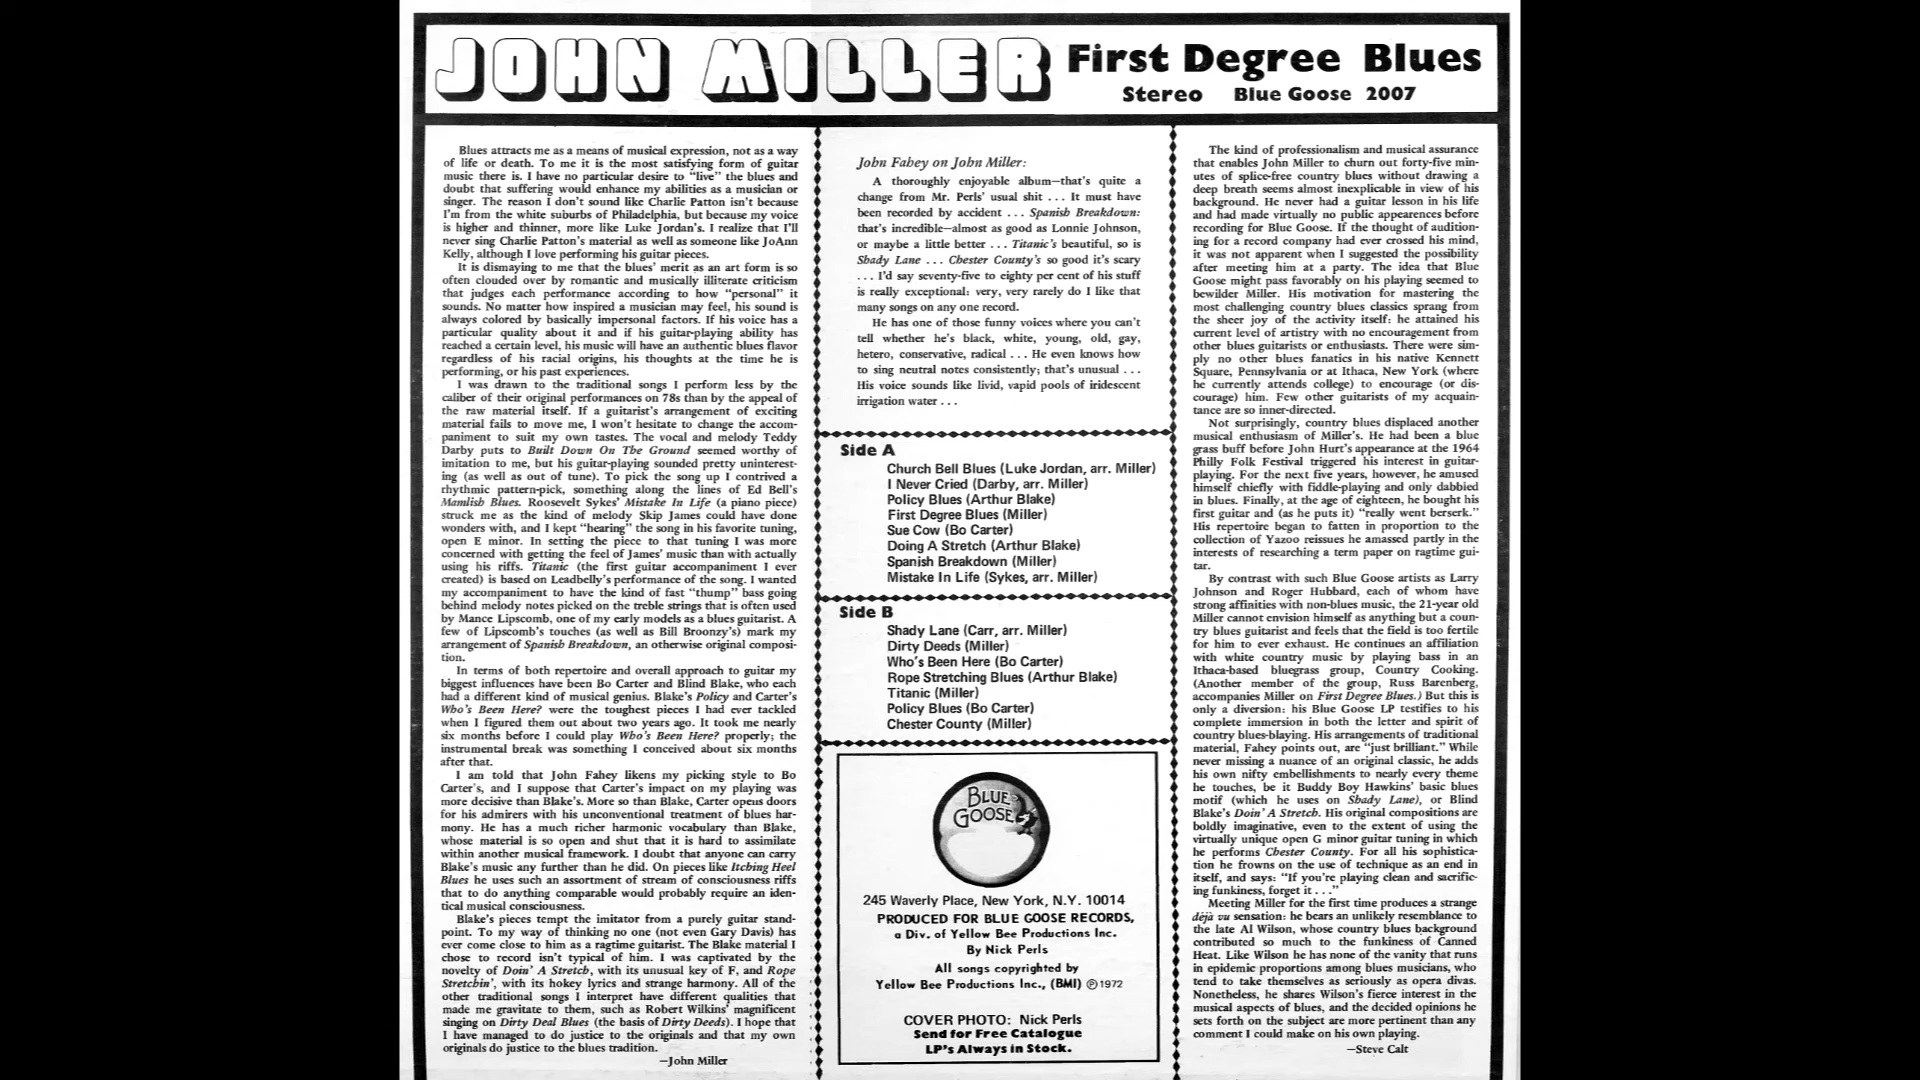 JOHN MILLER First Degree Blues
Stereo Blue Goose 2007
Blues attracts me as a means of musical expression, not as a way
of life or death. To me it is the most satisfying form of guitar
music there is. I have no particular desire to “live” the blues and
doubt that suffering would enhance my abilities as a musician or
singer. The reason I don’t sound like Charlie Patton isn’t because
I’m from the white suburbs of Philadelphia, but because my voice
is higher and thinner, more like Luke Jordan’s. I realize that I’ll
never sing Charlie Patton’s material as well as someone like JoAnn
Kelly, although I love performing his guitar pieces.
It is dismaying to me that the blues’ merit as an art form is so
often clouded over by romantic and musically illiterate criticism
that judges each performance according to how “personal” it
sounds. No matter how inspired a musician may feel, his sound is
always colored by basically impersonal factors. If his voice has a
particular quality about it and if his guitar-playing ability has
reached a certain level, his music will have an authentic blues flavor
regardless of his racial origins, his thoughts at the time he is
performing, or his past experiences.
I was drawn to the traditional songs I perform less by the
caliber of their original performances on 78s than by the appeal of
the raw material itself. If a guitarist’s arrangement of exciting
material fails to move me, I won’t hesitate to change the accom-
paniment to suit my own tastes. The vocal and melody Teddy
Darby puts to Built Down On The Ground seemed worthy of
imitation to me, but his guitar-playing sounded pretty uninterest-
ing (as well as out of tune). To pick the song up I contrived a
rhythmic pattern-pick, something along the lines of Ed Bell’s
Mamlish Blues. Roosevelt Sykes’ Mistake In Life (a piano piece)
struck me as the kind of melody Skip James could have done
wonders with, and I kept “hearing” the song in his favorite tuning,
open E minor. In setting the piece to that tuning I was more
concerned with getting the feel of James’ music than with actually
using his riffs. Titanic (the first guitar accompaniment I ever
created) is based on Leadbelly’s performance of the song. I wanted
my accompaniment to have the kind of fast “thump” bass going
behind melody notes picked on the treble strings that is often used
by Mance Lipscomb, one of my early models as a blues guitarist. A
few of Lipscomb’s touches (as well as Bill Broonzy’s) mark my
arrangement of Spanish Breakdown, an otherwise original composi-
tion.
In terms of both repertoire and overall approach to guitar my
biggest influences have been Bo Carter and Blind Blake, who each
had a different kind of musical genius. Blake’s Policy and Carter’s
Who’s Been Here? were the toughest pieces I had ever tackled
when I figured them out about two years ago. It took me nearly
six months before I could play Who’s Been Here? properly; the
instrumental break was something I conceived about six months
after that.
I am told that John Fahey likens my picking style to Bo
Carter’s, and I suppose that Carter’s impact on my playing was
more decisive than Blake’s. More so than Blake, Carter opens doors
for his admirers with his unconventional treatment of blues har-
mony. He has a much richer harmonic vocabulary than Blake,
whose material is so open and shut that it is hard to assimilate
within another musical framework. I doubt that anyone can carry
Blake’s music any further than he did. On pieces like Itching Heel
Blues he uses such an assortment of stream of consciousness riffs
that to do anything comparable would probably require an iden-
tical musical consciousness.
Blake’s pieces tempt the imitator from a purely guitar stand-
point. To my way of thinking no one (not even Gary Davis) has
ever come close to him as a ragtime guitarist. The Blake material I
chose to record isn’t typical of him. I was captivated by the
novelty of Doin’ A Stretch, with its unusual key of F, and Rope
Stretchin’, with its hokey lyrics and strange harmony. All of the
other traditional songs I interpret have different qualities that
made me gravitate to them, such as Robert Wilkins’ magnificent
singing on Dirty Deal Blues (the basis of Dirty Deeds). I hope that
I have managed to do justice to the originals and that my own
originals do justice to the blues tradition.
—John Miller
John Fahey on John Miller:
A thoroughly enjoyable album—that’s quite a
change from Mr. Perls’ usual shit . . . It must have
been recorded by accident . . . Spanish Breakdown:
that’s incredible—almost as good as Lonnie Johnson,
or maybe a little better . . . Titanic’s beautiful, so is
Shady Lane . . . Chester County’s so good it’s scary
. . . I’d say seventy-five to eighty per cent of his stuff
is really exceptional: very, very rarely do I like that
many songs on any one record.
He has one of those funny voices where you can’t
tell whether he’s black, white, young, old, gay,
hetero, conservative, radical . . . He even knows how
to sing neutral notes consistently; that’s unusual . . .
His voice sounds like livid, vapid pools of iridescent
irrigation water . . .
Side A
Church Bell Blues (Luke Jordan, arr. Miller)
I Never Cried (Darby, arr. Miller)
Policy Blues (Arthur Blake)
First Degree Blues (Miller)
Sue Cow (Bo Carter)
Doing A Stretch (Arthur Blake)
Spanish Breakdown (Miller)
Mistake In Life (Sykes, arr. Miller)
Side B
Shady Lane (Carr, arr. Miller)
Dirty Deeds (Miller)
Who’s Been Here (Bo Carter)
Rope Stretching Blues (Arthur Blake)
Titanic (Miller)
Policy Blues (Bo Carter)
Chester County (Miller)
BLUE
GOOSE
245 Waverly Place, New York, N.Y. 10014
PRODUCED FOR BLUE GOOSE RECORDS,
a Div. of Yellow Bee Productions Inc.
By Nick Perls
All songs copyrighted by
Yellow Bee Productions Inc., (BMI) ℗1972
COVER PHOTO: Nick Perls
Send for Free Catalogue
LP’s Always in Stock.
The kind of professionalism and musical assurance
that enables John Miller to churn out forty-five min-
utes of splice-free country blues without drawing a
deep breath seems almost inexplicable in view of his
background. He never had a guitar lesson in his life
and had made virtually no public appearences before
recording for Blue Goose. If the thought of audition-
ing for a record company had ever crossed his mind,
it was not apparent when I suggested the possibility
after meeting him at a party. The idea that Blue
Goose might pass favorably on his playing seemed to
bewilder Miller. His motivation for mastering the
most challenging country blues classics sprang from
the sheer joy of the activity itself: he attained his
current level of artistry with no encouragement from
other blues guitarists or enthusiasts. There were sim-
ply no other blues fanatics in his native Kennett
Square, Pennsylvania or at Ithaca, New York (where
he currently attends college) to encourage (or dis-
courage) him. Few other guitarists of my acquain-
tance are so inner-directed.
Not surprisingly, country blues displaced another
musical enthusiasm of Miller’s. He had been a blue
grass buff before John Hurt’s appearance at the 1964
Philly Folk Festival triggered his interest in guitar-
playing. For the next five years, however, he amused
himself chiefly with fiddle-playing and only dabbled
in blues. Finally, at the age of eighteen, he bought his
first guitar and (as he puts it) “really went berserk.”
His repertoire began to fatten in proportion to the
collection of Yazoo reissues he amassed partly in the
interests of researching a term paper on ragtime gui-
tar.
By contrast with such Blue Goose artists as Larry
Johnson and Roger Hubbard, each of whom have
strong affinities with non-blues music, the 21-year old
Miller cannot envision himself as anything but a coun-
try blues guitarist and feels that the field is too fertile
for him to ever exhaust. He continues an affiliation
with white country music by playing bass in an
Ithaca-based bluegrass group, Country Cooking.
(Another member of the group, Russ Barenberg,
accompanies Miller on First Degree Blues.) But this is
only a diversion: his Blue Goose LP testifies to his
complete immersion in both the letter and spirit of
country blues-blaying. His arrangements of traditional
material, Fahey points out, are “just brilliant.” While
never missing a nuance of an original classic, he adds
his own nifty embellishments to nearly every theme
he touches, be it Buddy Boy Hawkins’ basic blues
motif (which he uses on Shady Lane), or Blind
Blake’s Doin’ A Stretch. His original compositions are
boldly imaginative, even to the extent of using the
virtually unique open G minor guitar tuning in which
he performs Chester County. For all his sophistica-
tion he frowns on the use of technique as an end in
itself, and says: “If you’re playing clean and sacrific-
ing funkiness, forget it . . .”
Meeting Miller for the first time produces a strange
déjà vu sensation: he bears an unlikely resemblance to
the late Al Wilson, whose country blues background
contributed so much to the funkiness of Canned
Heat. Like Wilson he has none of the vanity that runs
in epidemic proportions among blues musicians, who
tend to take themselves as seriously as opera divas.
Nonetheless, he shares Wilson’s fierce interest in the
musical aspects of blues, and the decided opinions he
sets forth on the subject are more pertinent than any
comment I could make on his own playing.
—Steve Calt